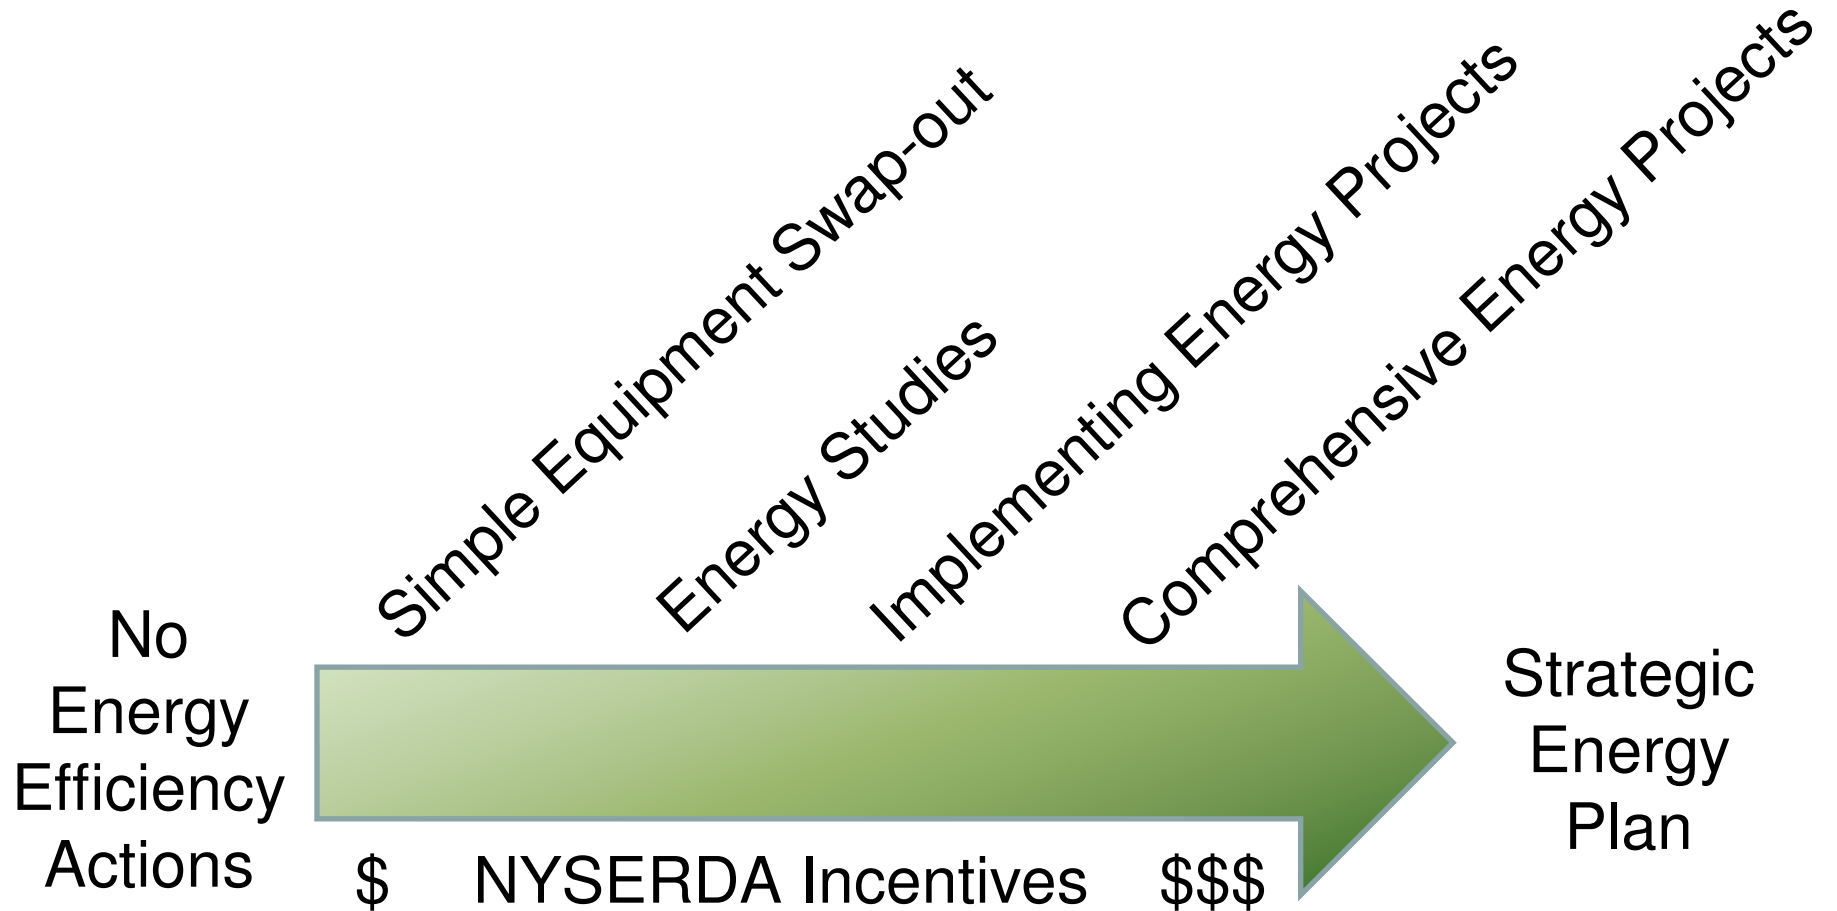 Simple Equipment Swap-out
Energy Studies
Implementing Energy Projects
Comprehensive Energy Projects
No
Energy
Efficiency
Actions
Strategic
Energy
Plan
$ NYSERDA Incentives $$$